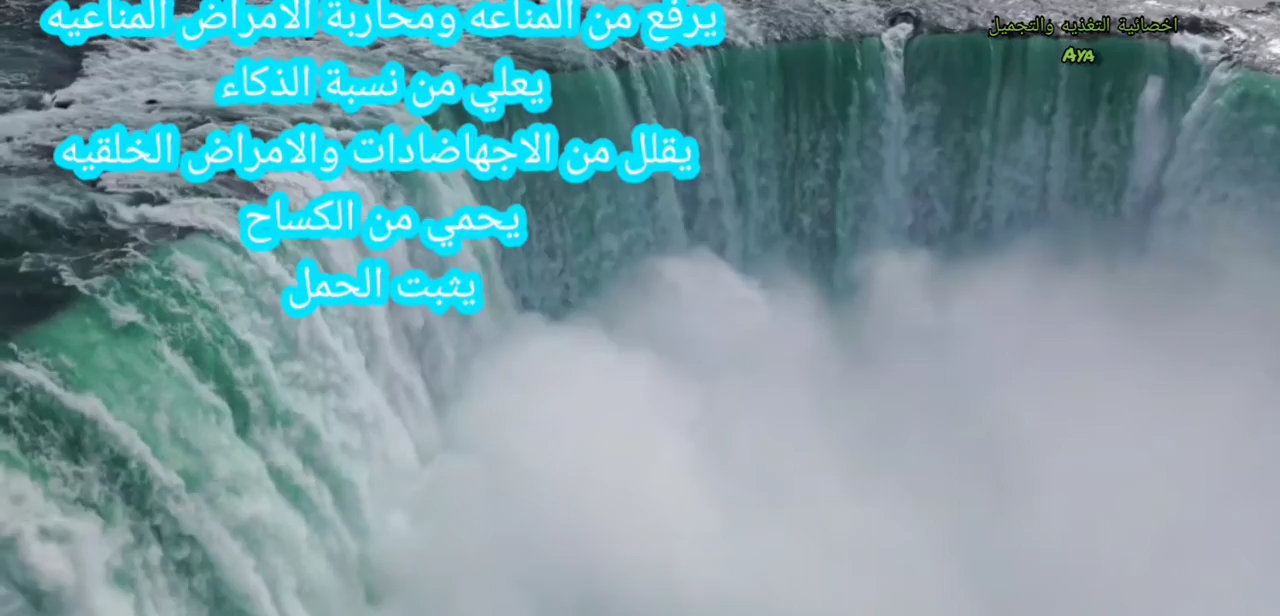 يرفع من المناعه ومحاربة الامراض المناعيه
يعلي من نسبة الذكاء
يقلل من الاجهاضادات والامراض الخلقيه
يحمي من الكساح
يثبت الحمل
اخصائية التغذيه والتجميل
AYA